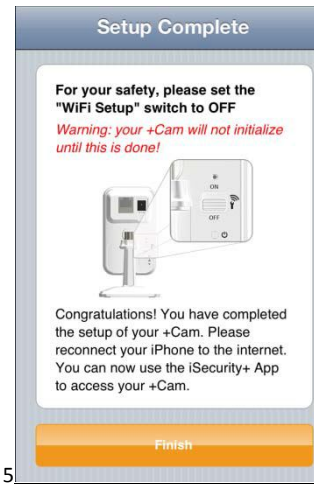 Setup Complete
For your safety, please set the
"WiFi Setup" switch to OFF
Warning: your +Cam will not initialize
until this is done!
ON
OFF
Congratulations! You have completed
the setup of your +Cam. Please
reconnect your iPhone to the internet.
You can now use the iSecurity+ App
to access your +Cam.
Finish
5